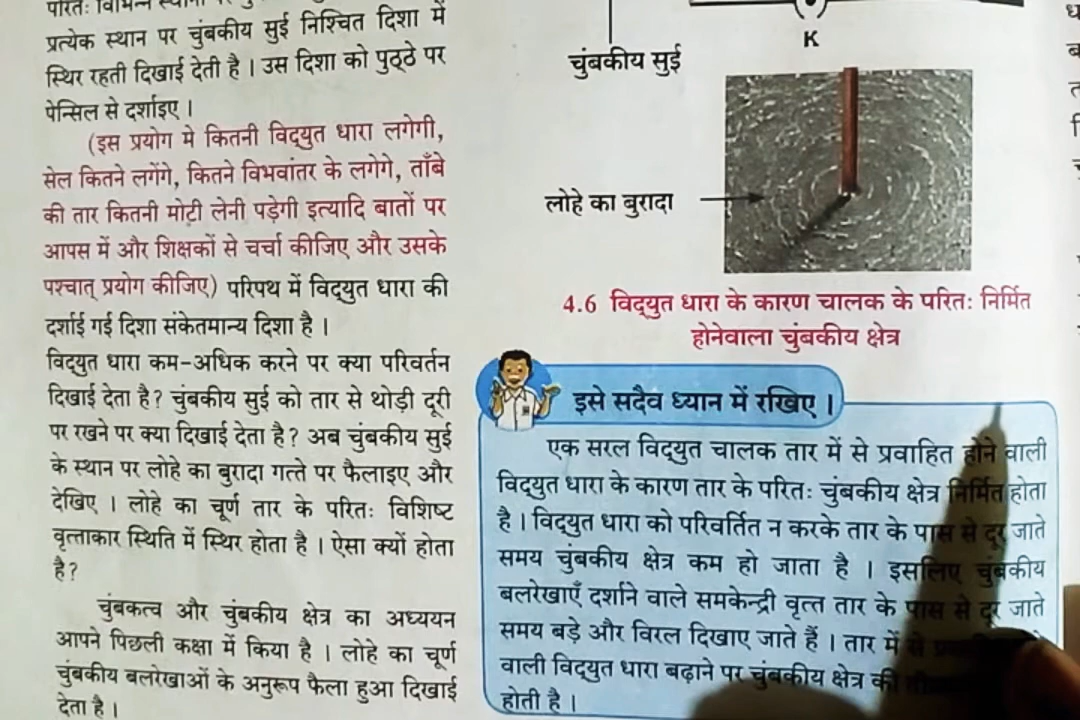 प्रत्येक स्थान पर चुंबकीय सुई निश्चित दिशा में
स्थिर रहती दिखाई देती है । उस दिशा को पुठ्ठे पर
पेन्सिल से दर्शाइए ।
(इस प्रयोग मे कितनी विद्युत धारा लगेगी,
सेल कितने लगेंगे, कितने विभवांतर के लगेगे, ताँबे
की तार कितनी मोटी लेनी पड़ेगी इत्यादि बातों पर
आपस में और शिक्षकों से चर्चा कीजिए और उसके
पश्चात् प्रयोग कीजिए) परिपथ में विद्युत धारा की
दर्शाई गई दिशा संकेतमान्य दिशा है ।
विद्युत धारा कम-अधिक करने पर क्या परिवर्तन
दिखाई देता है? चुंबकीय सुई को तार से थोड़ी दूरी
पर रखने पर क्या दिखाई देता है? अब चुंबकीय सुई
के स्थान पर लोहे का बुरादा गत्ते पर फैलाइए और
देखिए । लोहे का चूर्ण तार के परितः विशिष्ट
वृत्ताकार स्थिति में स्थिर होता है । ऐसा क्यों होता
है?
चुंबकत्व और चुंबकीय क्षेत्र का अध्ययन
आपने पिछली कक्षा में किया है । लोहे का चूर्ण
चुंबकीय बलरेखाओं के अनुरूप फैला हुआ दिखाई
देता है ।
K
चुंबकीय सुई
लोहे का बुरादा
4.6 विद्युत धारा के कारण चालक के परितः निर्मित
होनेवाला चुंबकीय क्षेत्र
इसे सदैव ध्यान में रखिए ।
एक सरल विद्युत चालक तार में से प्रवाहित होने वाली
विद्युत धारा के कारण तार के परितः चुंबकीय क्षेत्र निर्मित होता
है । विद्युत धारा को परिवर्तित न करके तार के पास से दूर जाते
समय चुंबकीय क्षेत्र कम हो जाता है । इसलिए चुंबकीय
बलरेखाएँ दर्शाने वाले समकेन्द्री वृत्त तार के पास से दूर जाते
समय बड़े और विरल दिखाए जाते हैं । तार में से
वाली विद्युत धारा बढ़ाने पर चुंबकीय क्षेत्र की
होती है ।